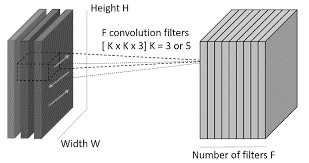 Height H
F convolution filters
[ K x K x 3] K = 3 or 5
Width W
Number of filters F